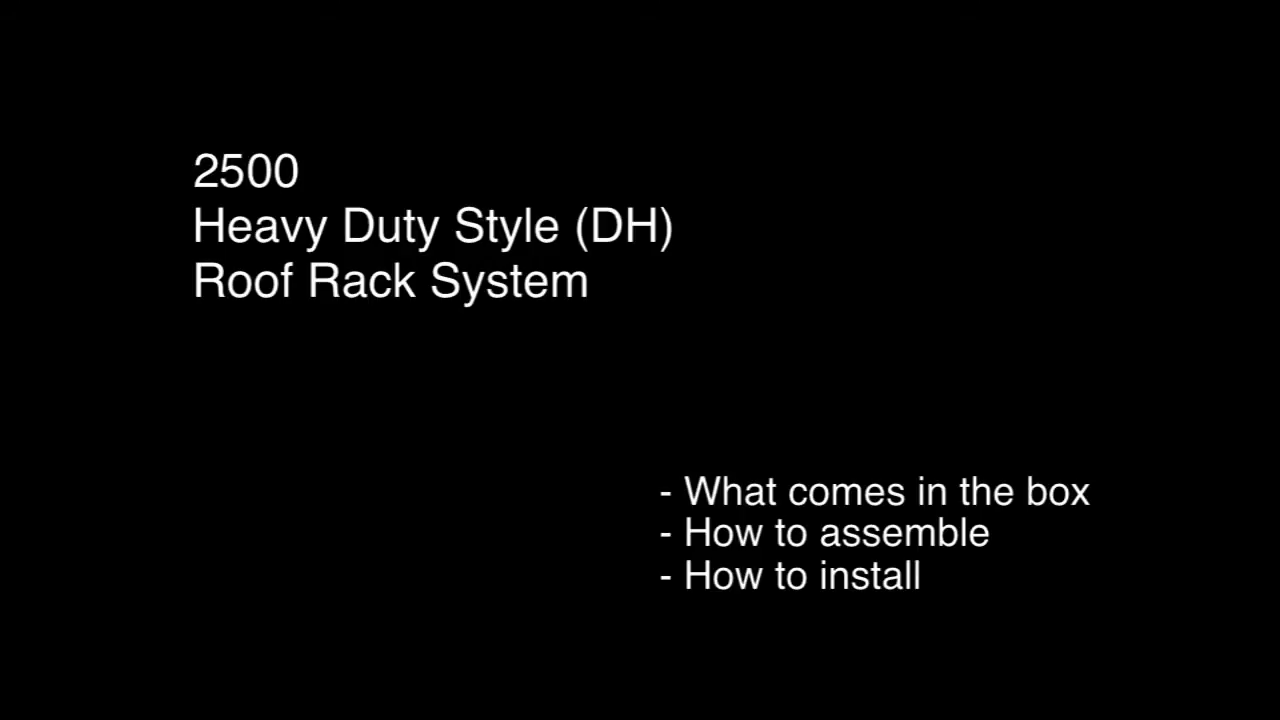 2500
Heavy Duty Style (DH)
Roof Rack System
- What comes in the box
- How to assemble
- How to install